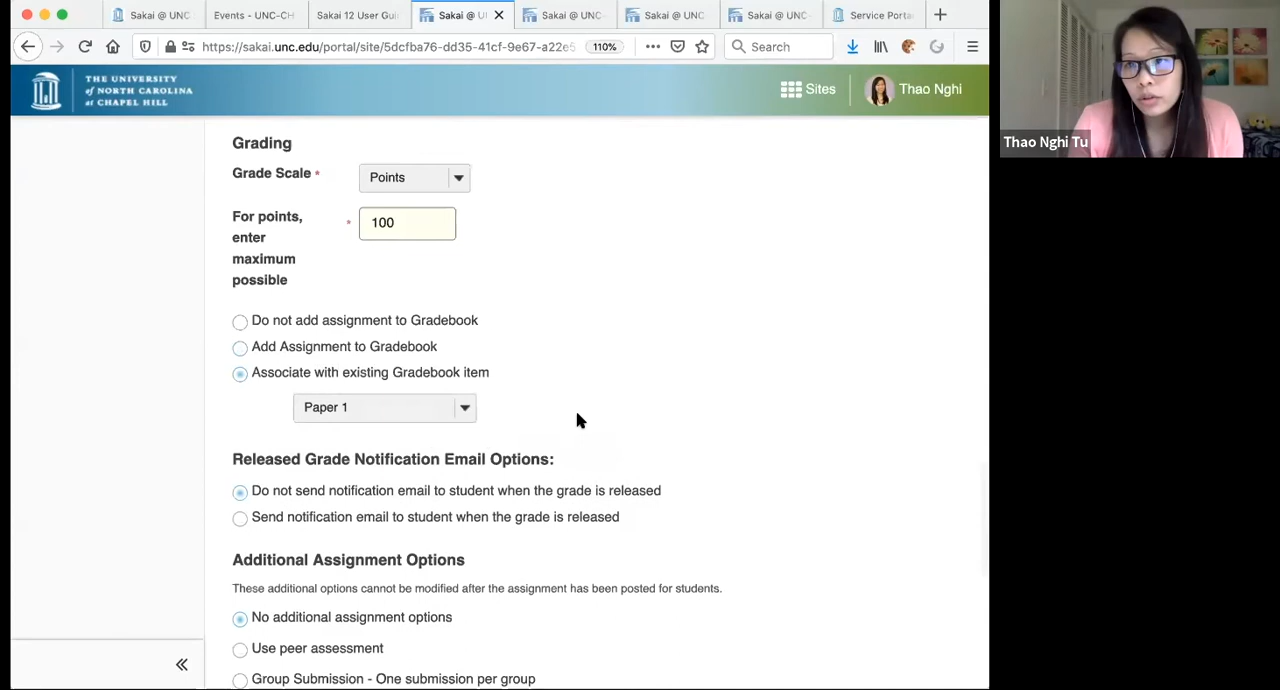 Sakai @ UNC
Events - UNC-CH
Sakai 12 User Gui
Sakai @ U
Sakai @ UNC
Sakai @ UNC
Sakai @ UNC
Service Porta
https://sakai.unc.edu/portal/site/5dcfba76-dd35-41cf-9e67-a22e5
110%
Search
THE UNIVERSITY
of NORTH CAROLINA
at CHAPEL HILL
Sites
Thao Nghi
Thao Nghi Tu
Grading
Grade Scale *
Points
For points,
enter
maximum
possible
*
100
Do not add assignment to Gradebook
Add Assignment to Gradebook
Associate with existing Gradebook item
Paper 1
Released Grade Notification Email Options:
Do not send notification email to student when the grade is released
Send notification email to student when the grade is released
Additional Assignment Options
These additional options cannot be modified after the assignment has been posted for students.
No additional assignment options
Use peer assessment
Group Submission - One submission per group